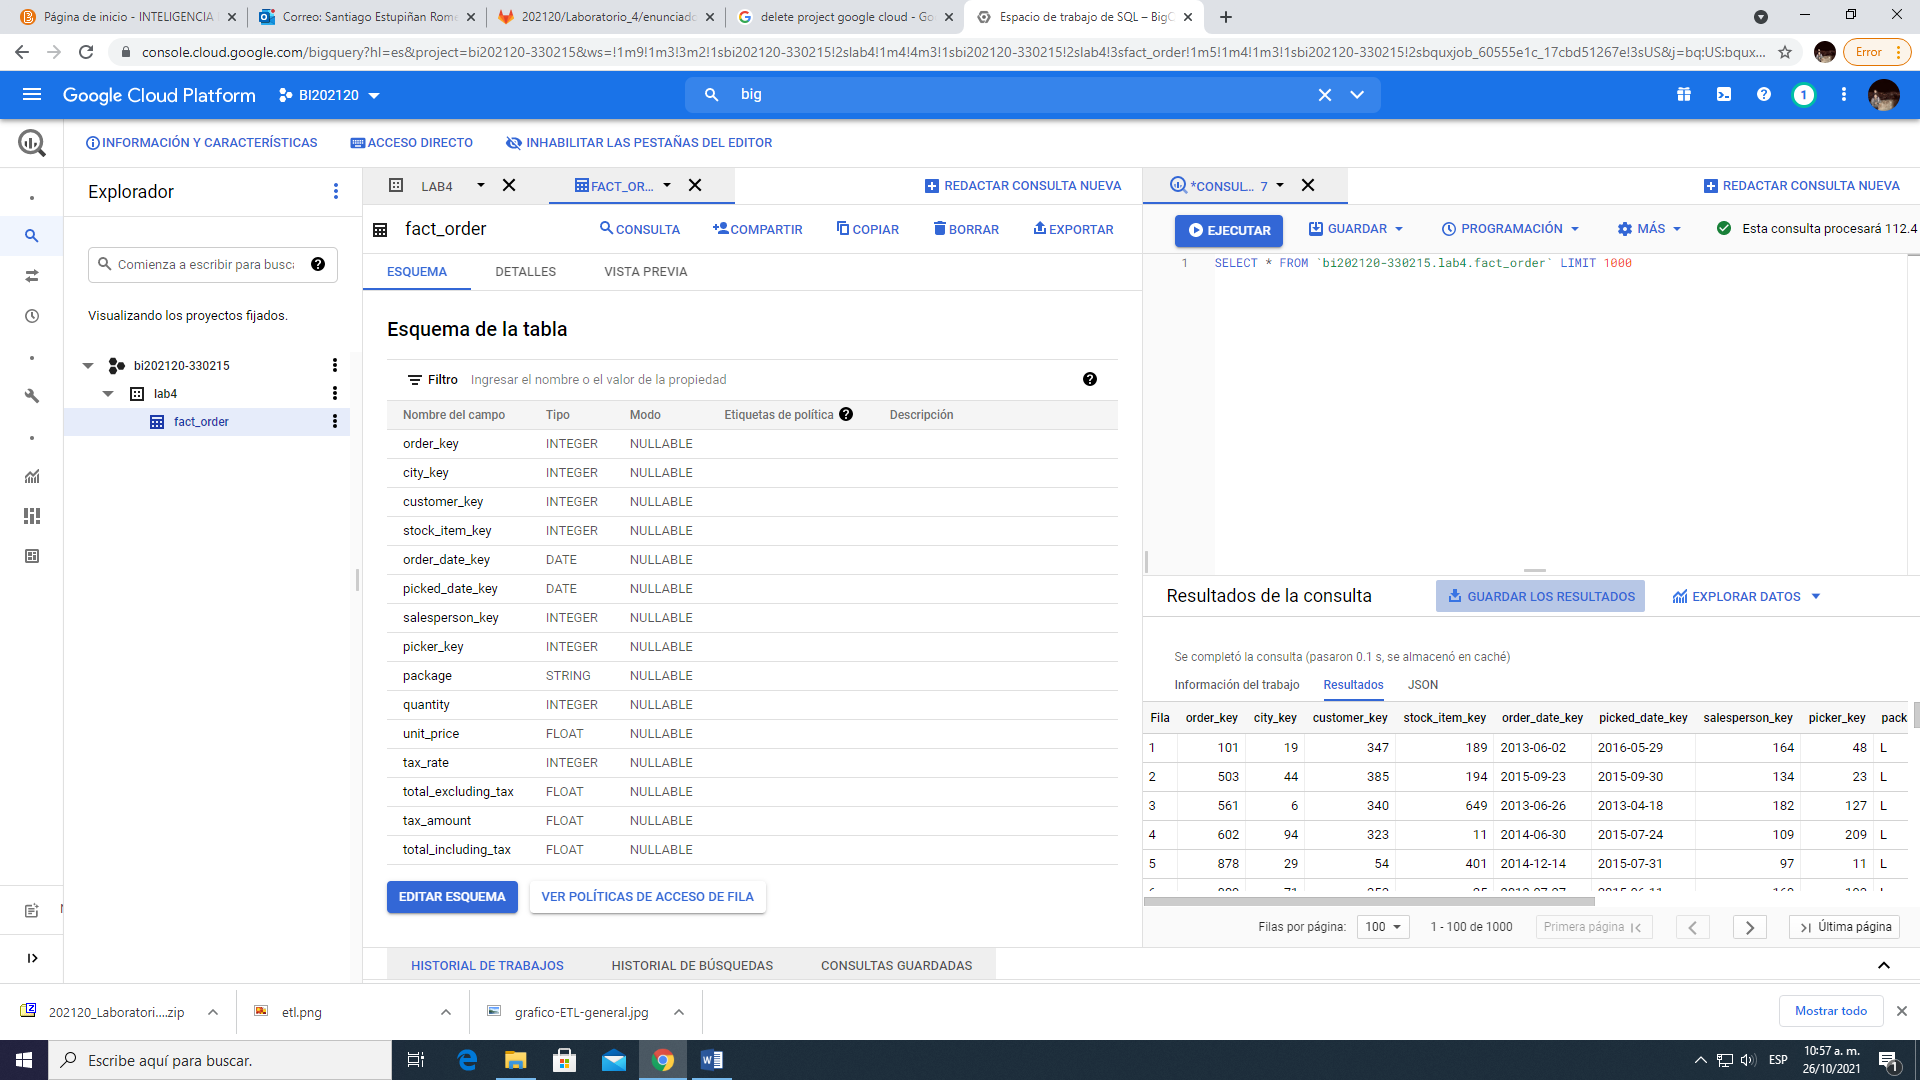 Página de inicio - INTELIGENCIA
Correo: Santiago Estupiñan Rom
202120/Laboratorio_4/enunciado
delete project google cloud - Go
Espacio de trabajo de SQL – Big
console.cloud.google.com/bigquery?hl=es&project=bi202120-330215&ws=!1m9!1m3!3m2!1sbi202120-330215!2slab4!1m4!4m3!1sbi202120-330215!2slab4!3sfact_order!1m5!1m4!1m3!1sbi202120-330215!2sbquxjob_60555e1c_17cbd51267e!3sUS&j=bq:US:bqux...
Error
Google Cloud Platform
BI202120
big
1
INFORMACIÓN Y CARACTERÍSTICAS
ACCESO DIRECTO
INHABILITAR LAS PESTAÑAS DEL EDITOR
Explorador
Comienza a escribir para busca
Visualizando los proyectos fijados.
bi202120-330215
lab4
fact_order
LAB4
FACT_OR...
REDACTAR CONSULTA NUEVA
fact_order
CONSULTA
COMPARTIR
COPIAR
BORRAR
EXPORTAR
ESQUEMA
DETALLES
VISTA PREVIA
Esquema de la tabla
Filtro
Ingresar el nombre o el valor de la propiedad
Nombre del campo Tipo Modo Etiquetas de política Descripción
order_key INTEGER NULLABLE
city_key INTEGER NULLABLE
customer_key INTEGER NULLABLE
stock_item_key INTEGER NULLABLE
order_date_key DATE NULLABLE
picked_date_key DATE NULLABLE
salesperson_key INTEGER NULLABLE
picker_key INTEGER NULLABLE
package STRING NULLABLE
quantity INTEGER NULLABLE
unit_price FLOAT NULLABLE
tax_rate INTEGER NULLABLE
total_excluding_tax FLOAT NULLABLE
tax_amount FLOAT NULLABLE
total_including_tax FLOAT NULLABLE
EDITAR ESQUEMA
VER POLÍTICAS DE ACCESO DE FILA
*CONSUL... 7
REDACTAR CONSULTA NUEVA
EJECUTAR
GUARDAR
PROGRAMACIÓN
MÁS
Esta consulta procesará 112.4
1 SELECT * FROM `bi202120-330215.lab4.fact_order` LIMIT 1000
Resultados de la consulta
GUARDAR LOS RESULTADOS
EXPLORAR DATOS
Se completó la consulta (pasaron 0.1 s, se almacenó en caché)
Información del trabajo
Resultados
JSON
Fila order_key city_key customer_key stock_item_key order_date_key picked_date_key salesperson_key picker_key pack
1 101 19 347 189 2013-06-02 2016-05-29 164 48 L
2 503 44 385 194 2015-09-23 2015-09-30 134 23 L
3 561 6 340 649 2013-06-26 2013-04-18 182 127 L
4 602 94 323 11 2014-06-30 2015-07-24 109 209 L
5 878 29 54 401 2014-12-14 2015-07-31 97 11 L
Filas por página:
100
1 - 100 de 1000
Primera página
Última página
HISTORIAL DE TRABAJOS
HISTORIAL DE BÚSQUEDAS
CONSULTAS GUARDADAS
202120_Laboratori....zip
etl.png
grafico-ETL-general.jpg
Mostrar todo
Escribe aquí para buscar.
ESP
10:57 a. m.
26/10/2021
1